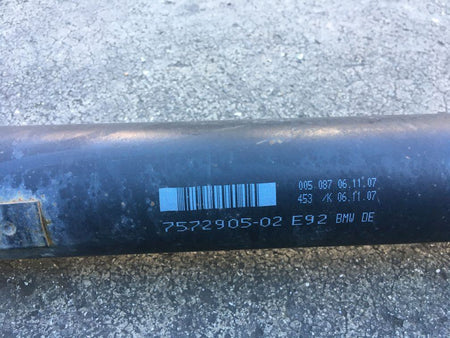 005.087 06.11.07
453 /K 06.11.07
7572905-02 E92 BMW DE